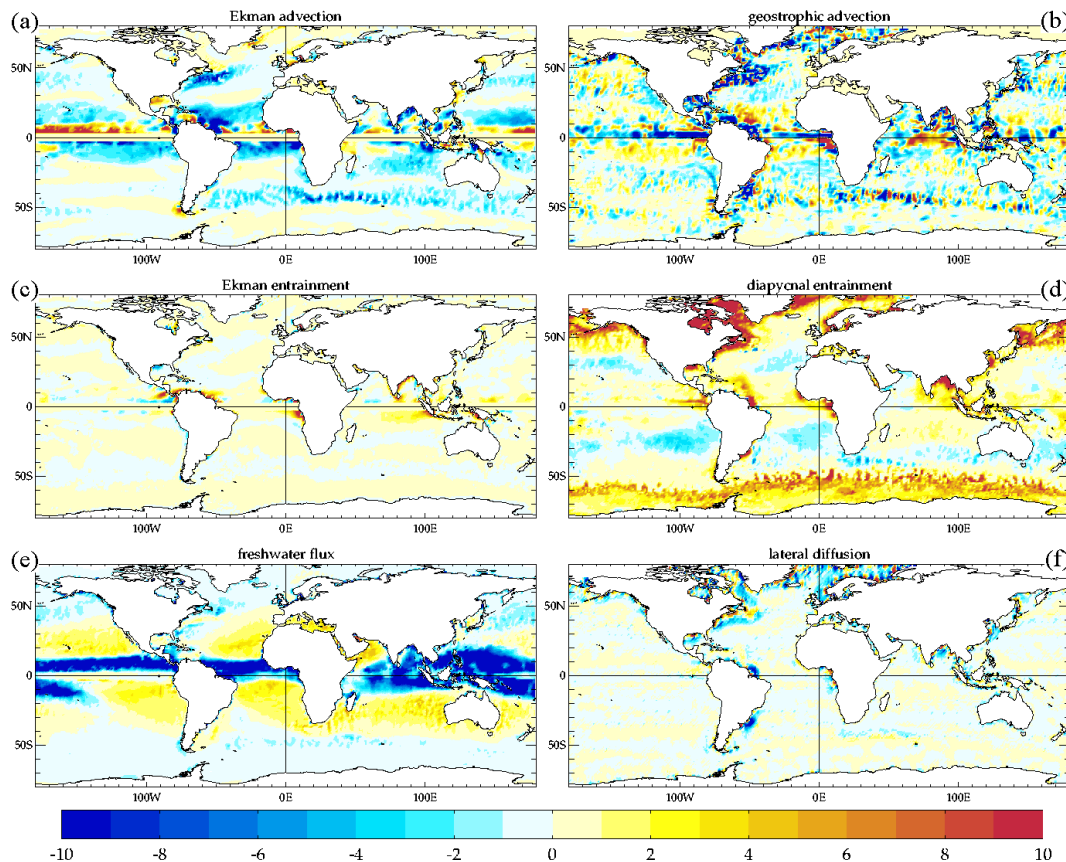 (a) Ekman advection
geostrophic advection (b)
50N
0
50S
100W 0E 100E
50N
0
50S
100W 0E 100E
(c) Ekman entrainment
diapycnal entrainment (d)
50N
0
50S
100W 0E 100E
50N
0
50S
100W 0E 100E
(e) freshwater flux
lateral diffusion (f)
50N
0
50S
100W 0E 100E
50N
0
50S
100W 0E 100E
-10 -8 -6 -4 -2 0 2 4 6 8 10